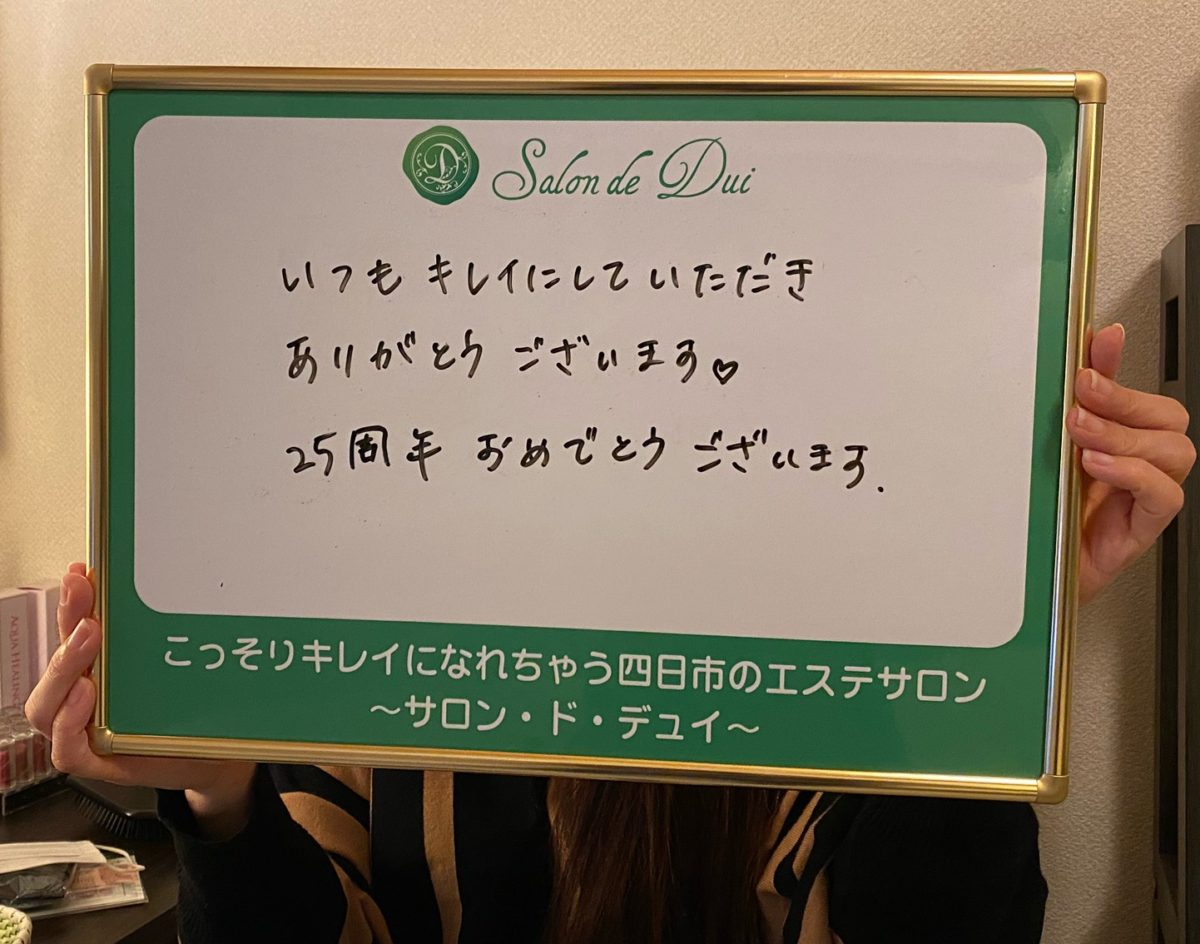 Salon de Dui
いつも キレイにしていただき
ありがとう ございます♡
25周年 おめでとう ございます.
こっそりキレイになれちゃう四日市のエステサロン
〜サロン・ド・デュイ〜